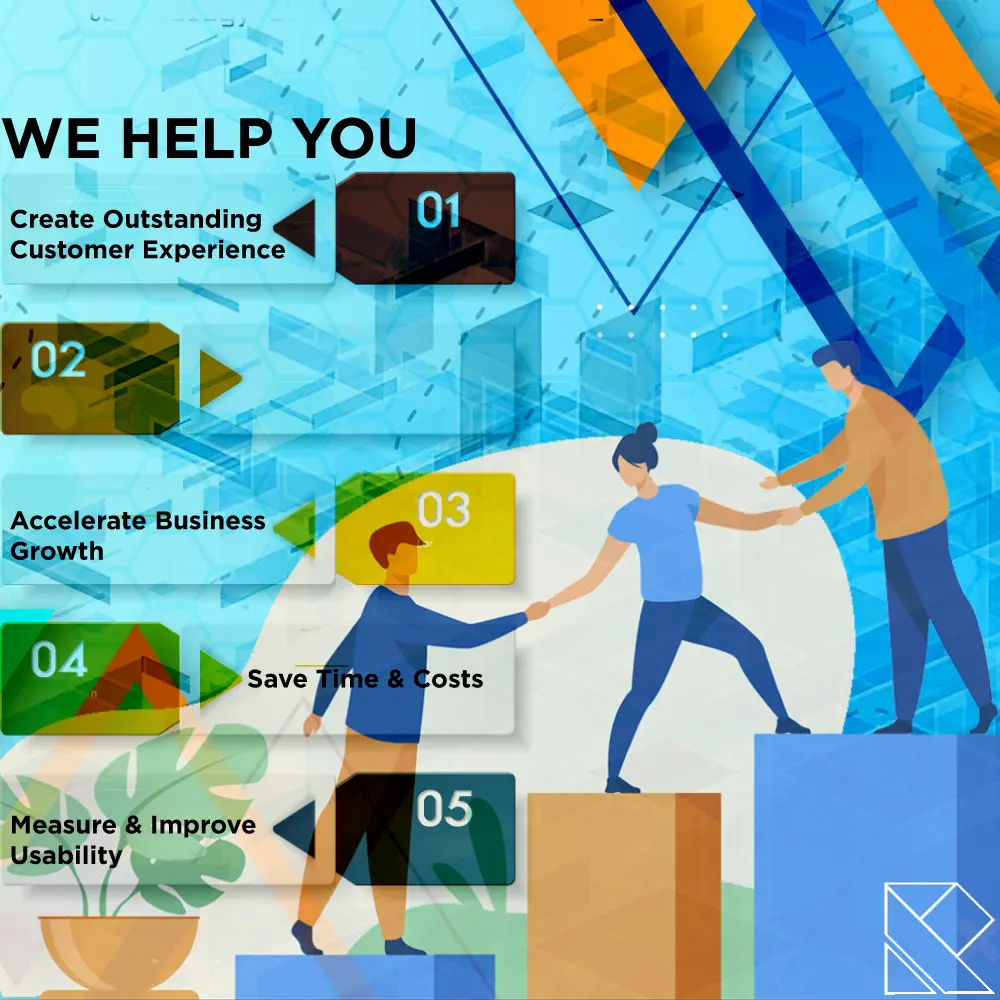 WE HELP YOU
01
Create Outstanding
Customer Experience
02
03
Accelerate Business
Growth
04
Save Time & Costs
05
Measure & Improve
Usability